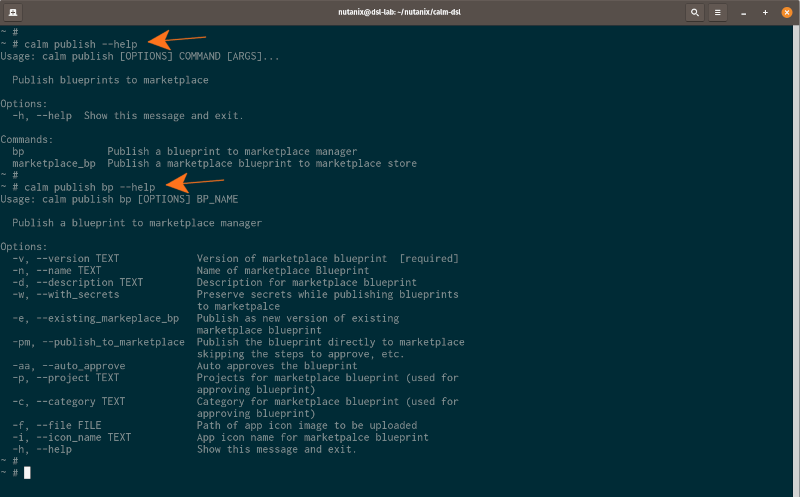 nutanix@dsl-lab: ~/nutanix/calm-dsl
~ #
~ # calm publish --help
Usage: calm publish [OPTIONS] COMMAND [ARGS]...
Publish blueprints to marketplace
Options:
-h, --help  Show this message and exit.
Commands:
bp              Publish a blueprint to marketplace manager
marketplace_bp  Publish a marketplace blueprint to marketplace store
~ #
~ # calm publish bp --help
Usage: calm publish bp [OPTIONS] BP_NAME
Publish a blueprint to marketplace manager
Options:
-v, --version TEXT             Version of marketplace blueprint  [required]
-n, --name TEXT                Name of marketplace Blueprint
-d, --description TEXT         Description for marketplace blueprint
-w, --with_secrets             Preserve secrets while publishing blueprints
to marketpalce
-e, --existing_markeplace_bp   Publish as new version of existing
marketplace blueprint
-pm, --publish_to_marketplace  Publish the blueprint directly to marketplace
skipping the steps to approve, etc.
-aa, --auto_approve            Auto approves the blueprint
-p, --project TEXT             Projects for marketplace blueprint (used for
approving blueprint)
-c, --category TEXT            Category for marketplace blueprint (used for
approving blueprint)
-f, --file FILE                Path of app icon image to be uploaded
-i, --icon_name TEXT           App icon name for marketpalce blueprint
-h, --help                     Show this message and exit.
~ #
~ #